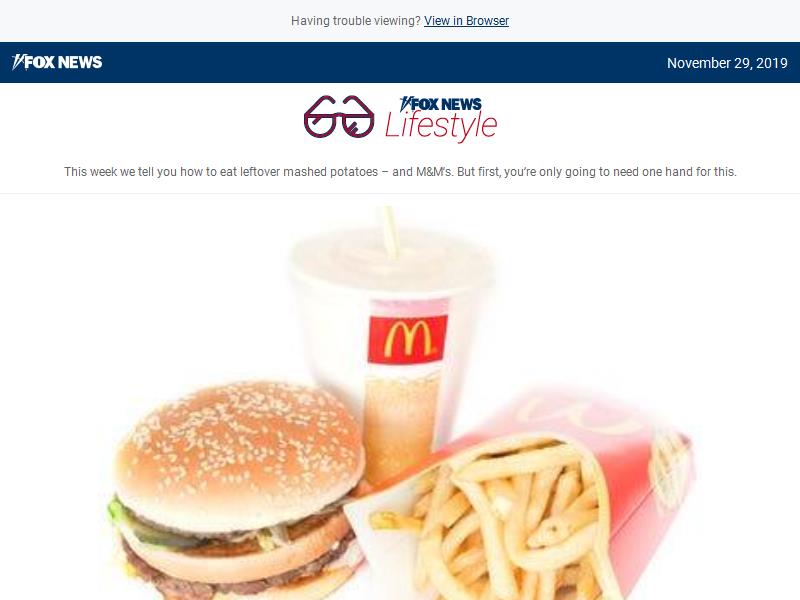 Having trouble viewing? View in Browser
FOX NEWS
November 29, 2019
FOX NEWS
Lifestyle
This week we tell you how to eat leftover mashed potatoes – and M&M's. But first, you're only going to need one hand for this.